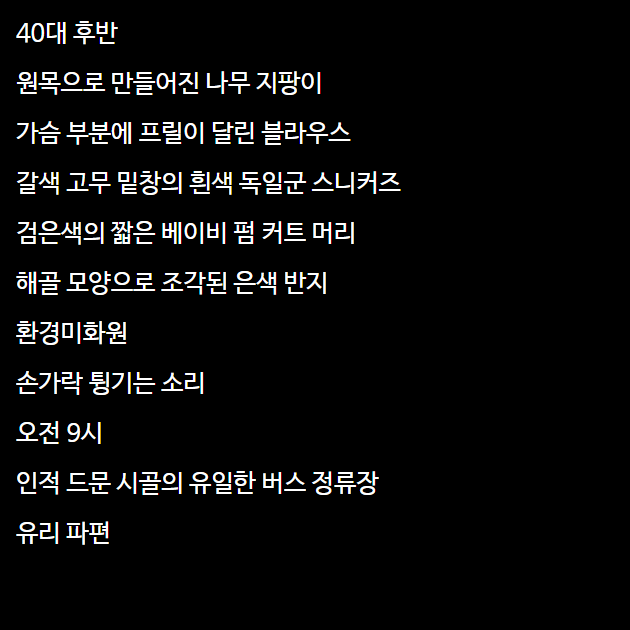 40대 후반
원목으로 만들어진 나무 지팡이
가슴 부분에 프릴이 달린 블라우스
갈색 고무 밑창의 흰색 독일군 스니커즈
검은색의 짧은 베이비 펌 커트 머리
해골 모양으로 조각된 은색 반지
환경미화원
손가락 튕기는 소리
오전 9시
인적 드문 시골의 유일한 버스 정류장
유리 파편